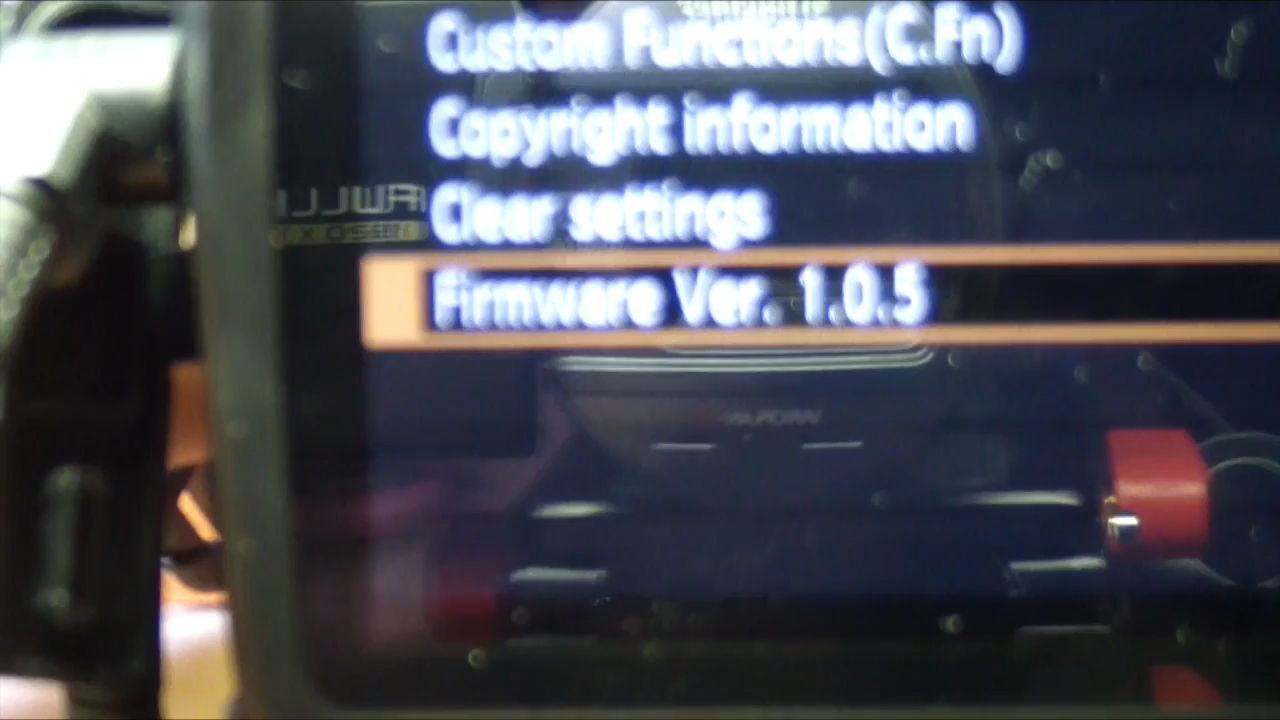 Custom Functions(C.Fn)
Copyright information
Clear settings
Firmware Ver. 1.0.5